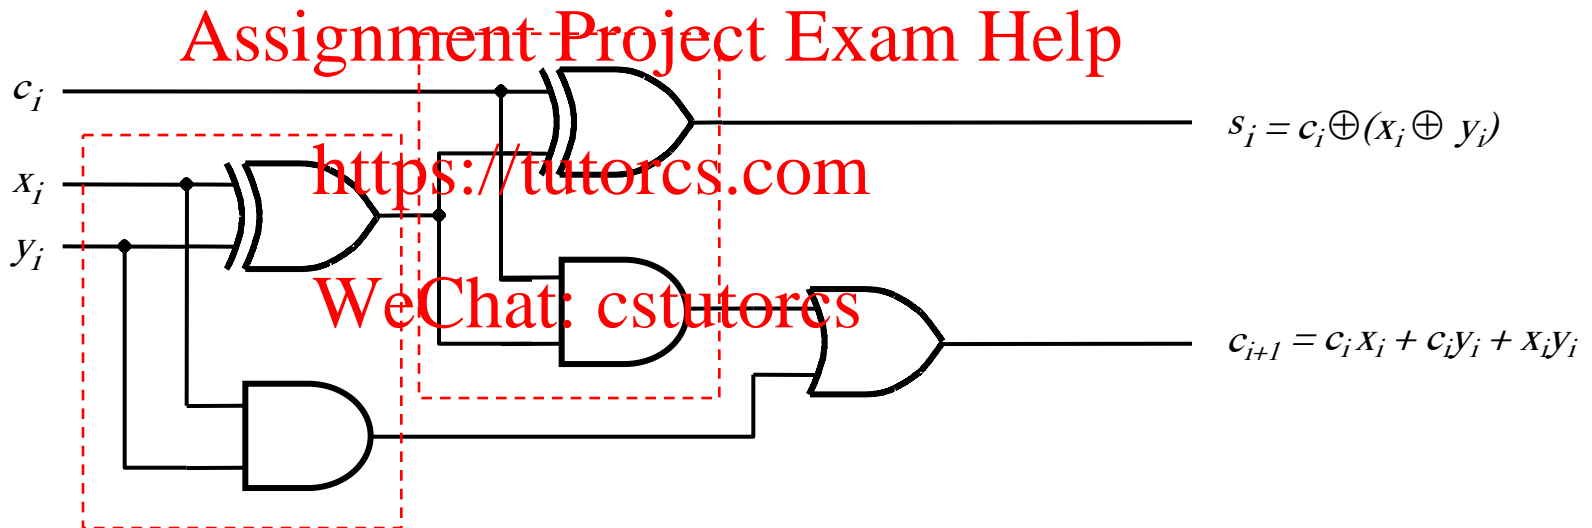 Assignment Project Exam Help
c_i
s_i = c_i ⊕ (x_i ⊕ y_i)
https://tutorcs.com
x_i
y_i
WeChat: cstutorcs
c_{i+1} = c_i x_i + c_i y_i + x_i y_i